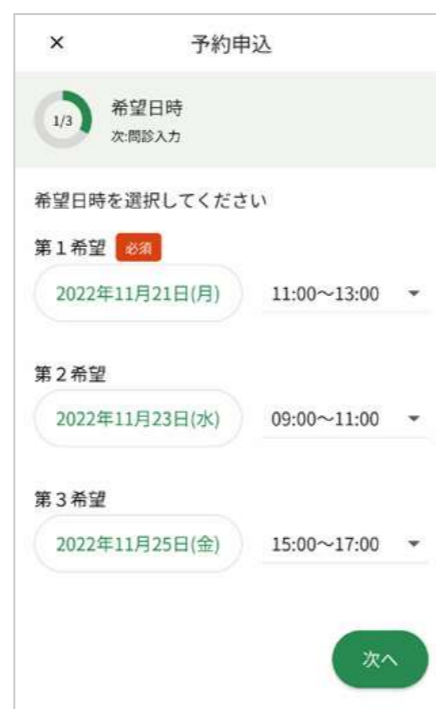 × 予約申込
1/3 希望日時
次:問診入力
希望日時を選択してください
第１希望 必須
2022年11月21日(月) 11:00〜13:00
第２希望
2022年11月23日(水) 09:00〜11:00
第３希望
2022年11月25日(金) 15:00〜17:00
次へ